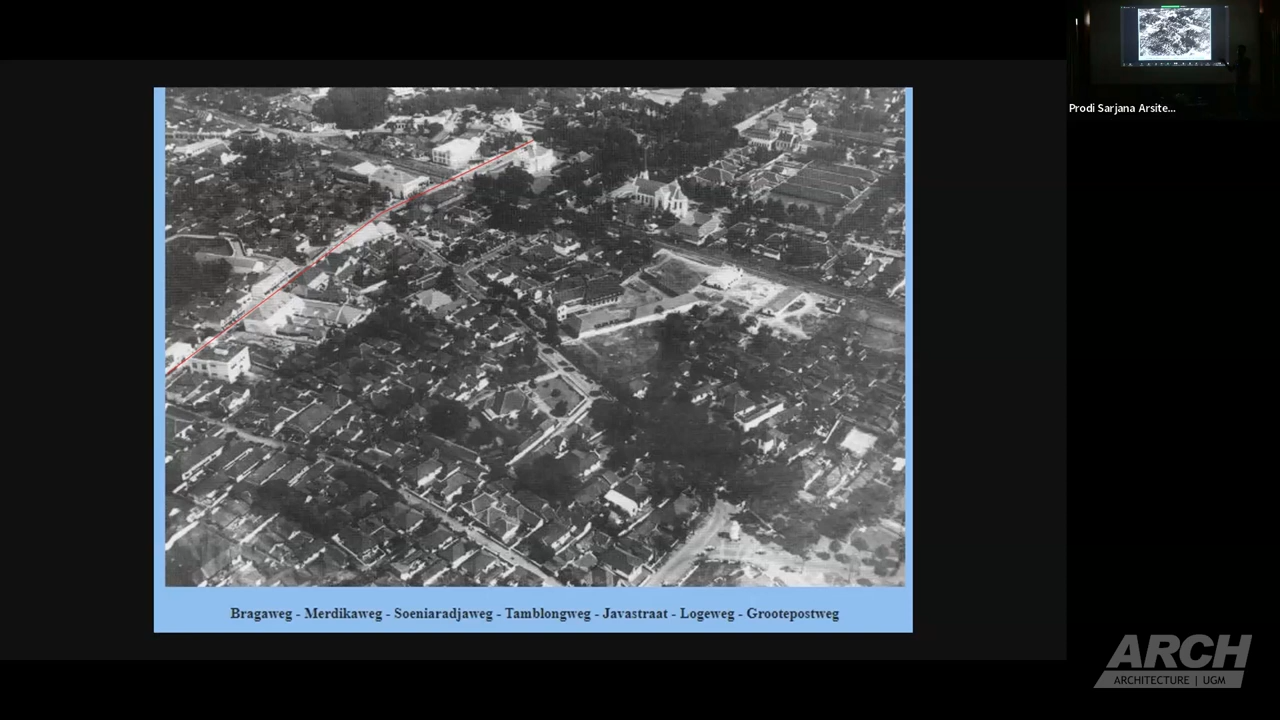 Prodi Sarjana Arsite...
Bragaweg - Merdikaweg - Soeniaradjaweg - Tamblongweg - Javastraat - Logeweg - Grootepostweg
ARCH
ARCHITECTURE | UGM